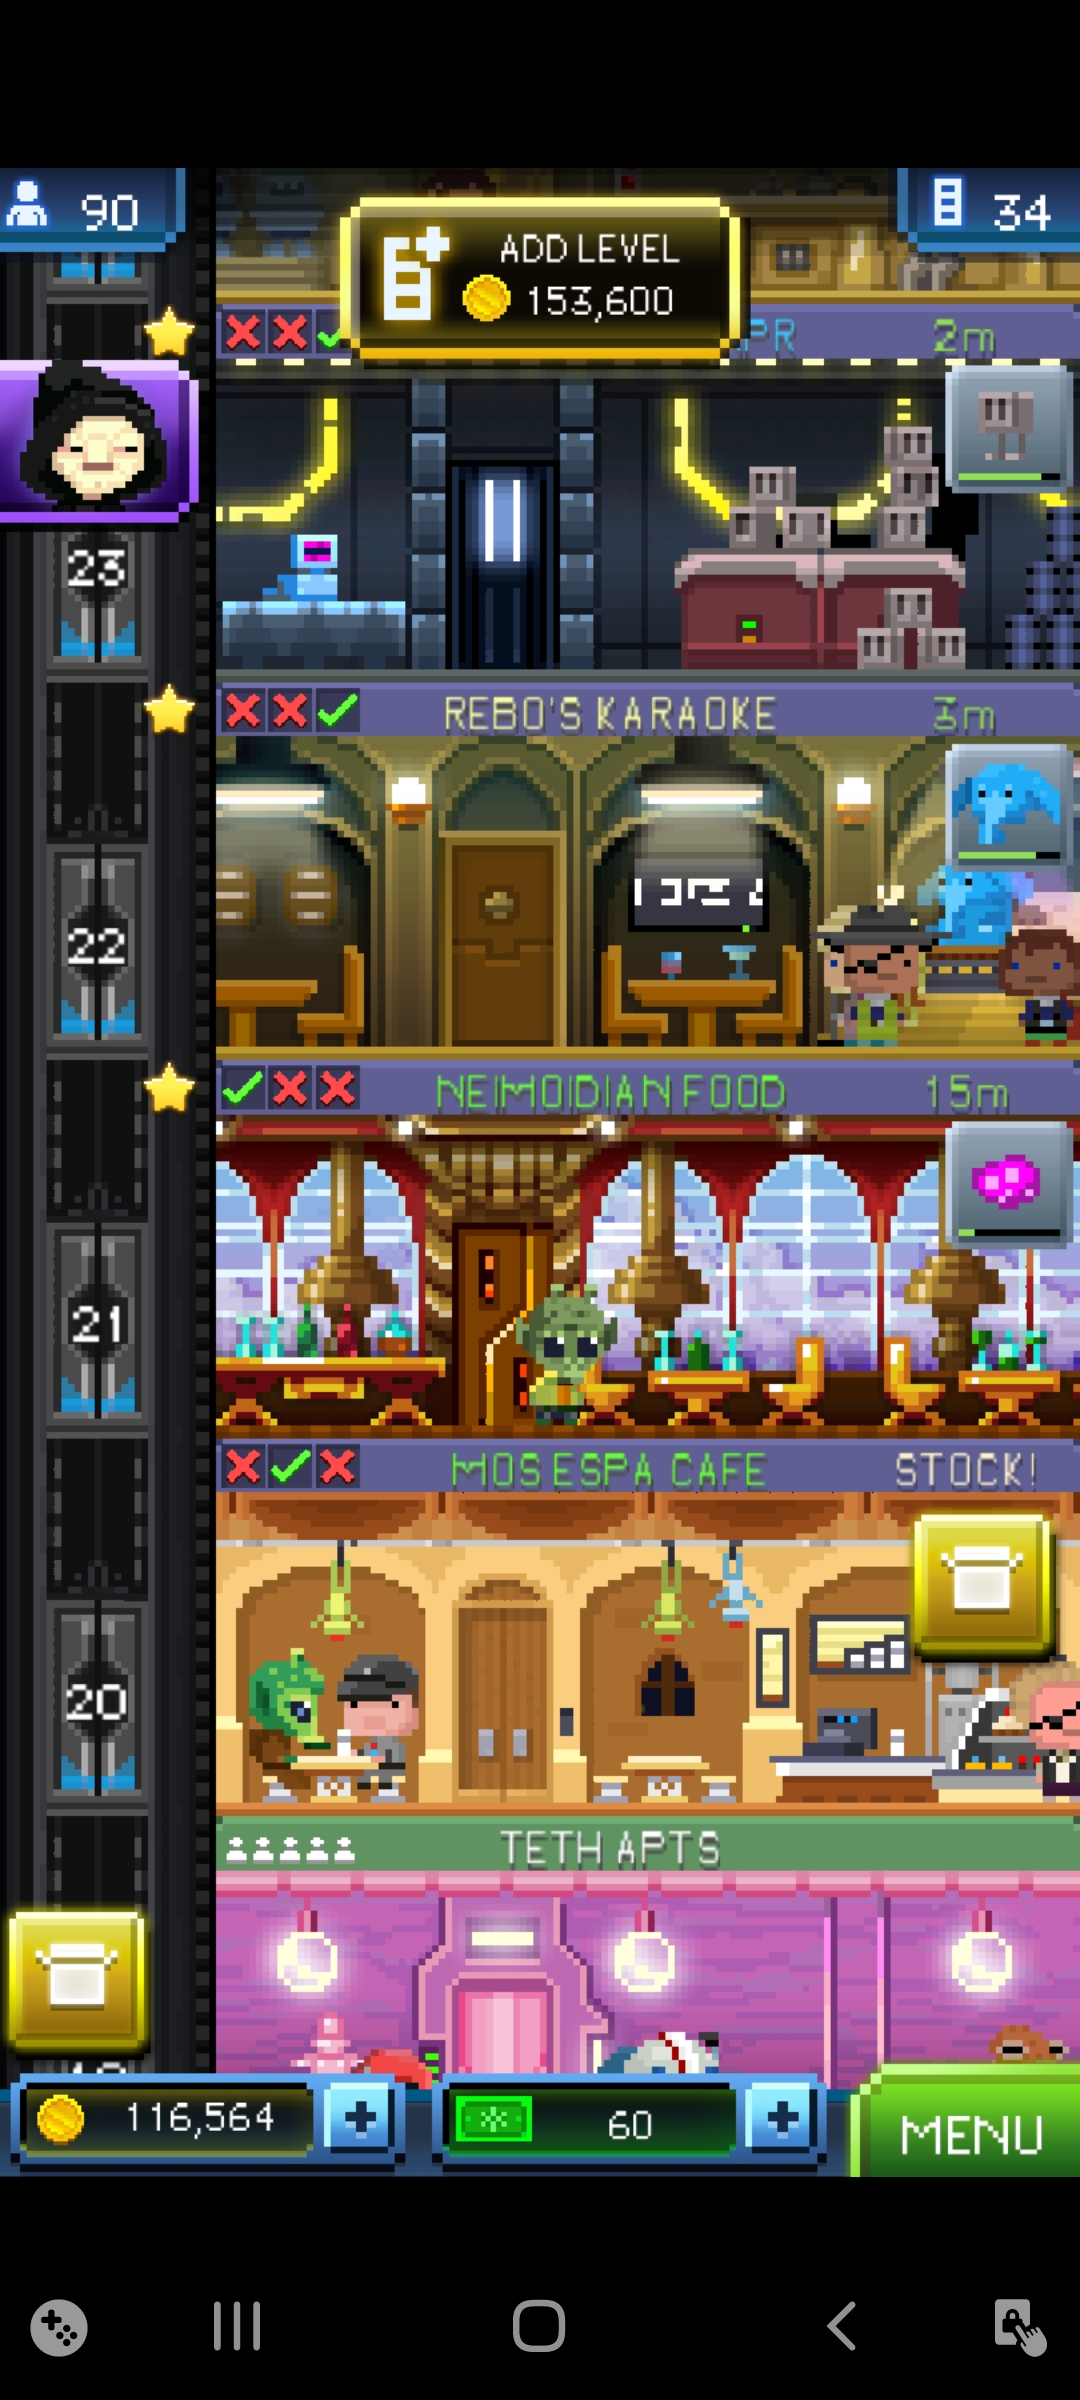 90
ADD LEVEL
153,600
34
PR
2m
23
REBO'S KARAOKE
3m
22
NEIMOIDIAN FOOD
15m
21
MOS ESPA CAFE
STOCK!
20
TETH APTS
116,564
60
MENU